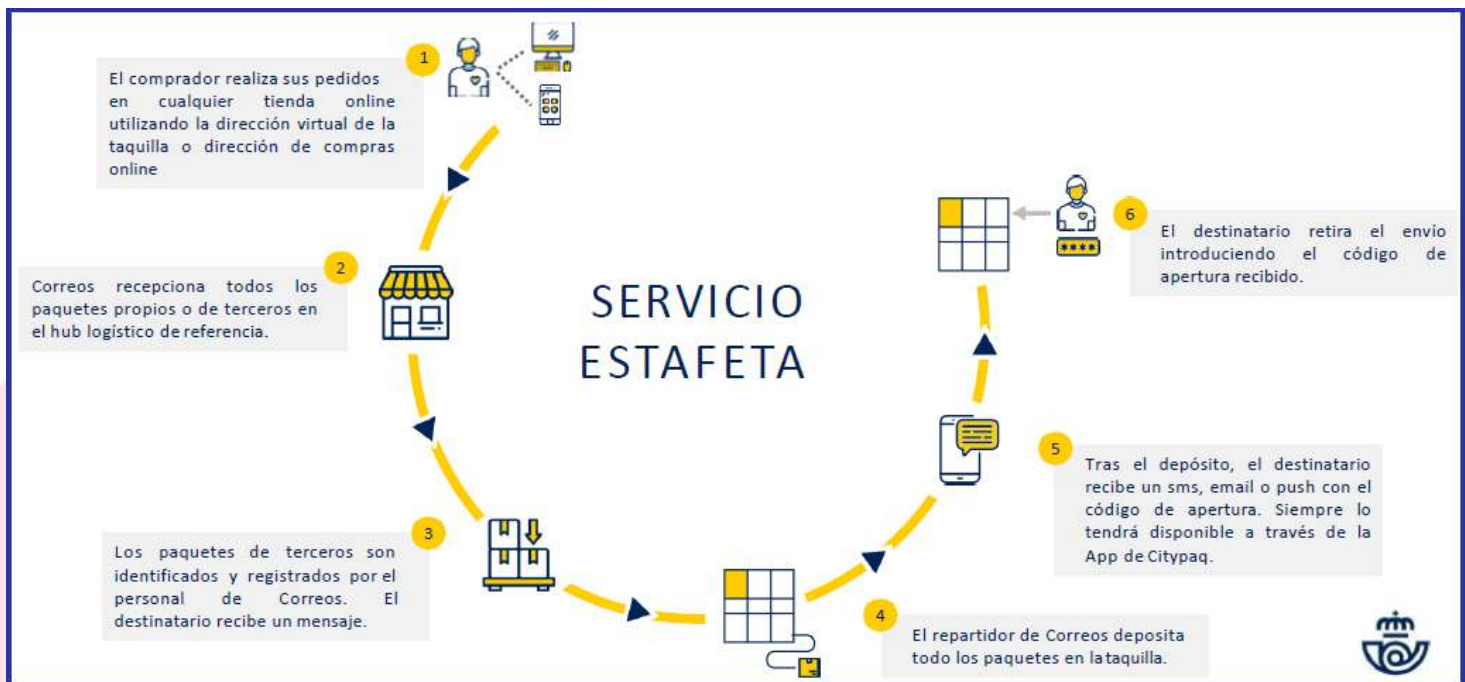 1
El comprador realiza sus pedidos
en cualquier tienda online
utilizando la dirección virtual de la
taquilla o dirección de compras
online
2
Correos recepciona todos los
paquetes propios o de terceros en
el hub logístico de referencia.
SERVICIO
ESTAFETA
3
Los paquetes de terceros son
identificados y registrados por el
personal de Correos. El
destinatario recibe un mensaje.
4
El repartidor de Correos deposita
todo los paquetes en la taquilla.
5
Tras el depósito, el destinatario
recibe un sms, email o push con el
código de apertura. Siempre lo
tendrá disponible a través de la
App de Citypaq.
6
****
El destinatario retira el envío
introduciendo el código de
apertura recibido.